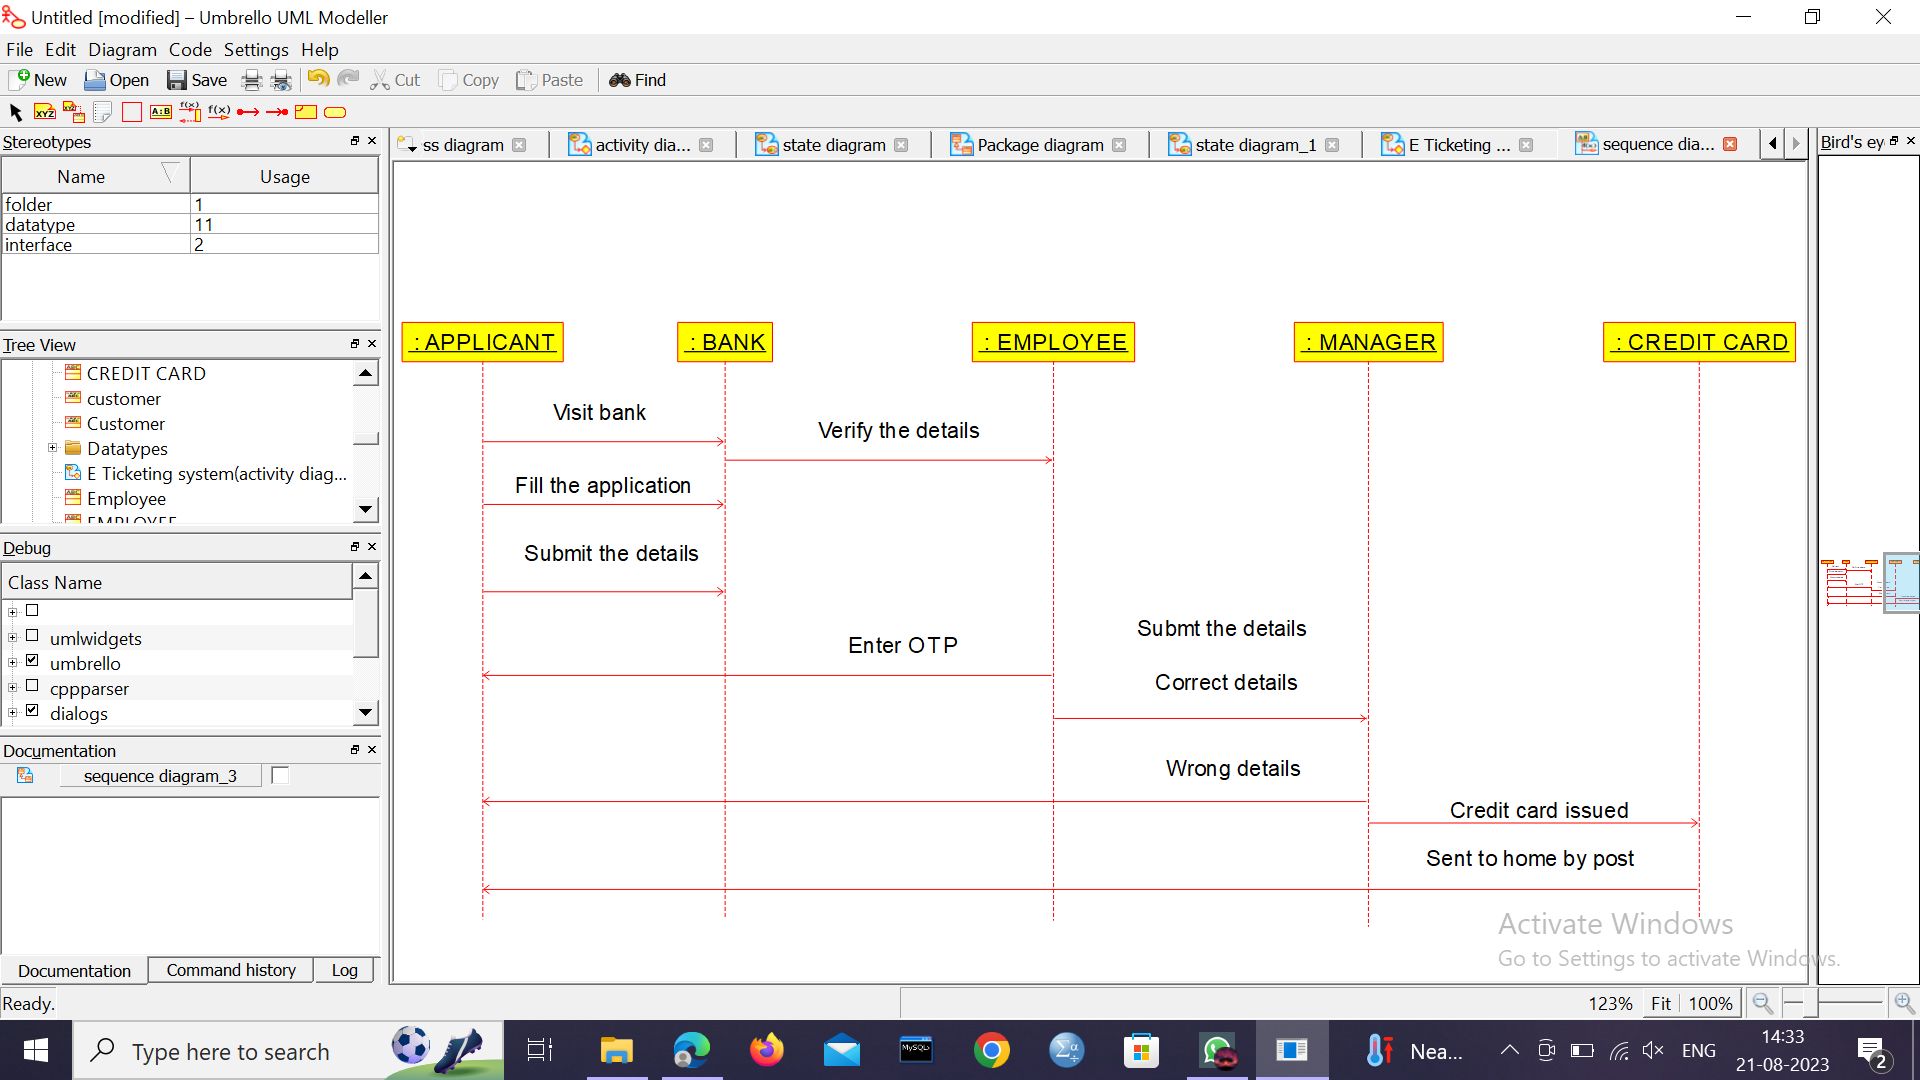 Untitled [modified] – Umbrello UML Modeller
File Edit Diagram Code Settings Help
New Open Save Cut Copy Paste Find
XYZ XYZ A:B f(x) f(x)
Stereotypes
Name Usage
folder 1
datatype 11
interface 2
Tree View
CREDIT CARD
customer
Customer
Datatypes
E Ticketing system(activity diag...
Employee
EMPLOYEE
Debug
Class Name
umlwidgets
umbrello
cppparser
dialogs
Documentation
sequence diagram_3
Documentation Command history Log
Ready.
ss diagram activity dia... state diagram Package diagram state diagram_1 E Ticketing ... sequence dia...
Bird's ey
: APPLICANT : BANK : EMPLOYEE : MANAGER : CREDIT CARD
Visit bank
Verify the details
Fill the application
Submit the details
Submt the details
Enter OTP
Correct details
Wrong details
Credit card issued
Sent to home by post
Activate Windows
Go to Settings to activate Windows.
123% Fit 100%
Type here to search
MySQL
Nea...
ENG
14:33
21-08-2023
2